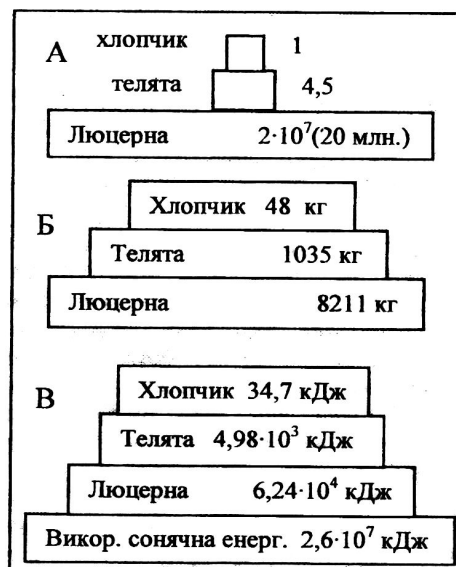 А
хлопчик 1
телята 4,5
Люцерна 2·10⁷(20 млн.)
Б
Хлопчик 48 кг
Телята 1035 кг
Люцерна 8211 кг
В
Хлопчик 34,7 кДж
Телята 4,98·10³ кДж
Люцерна 6,24·10⁴ кДж
Викор. сонячна енерг. 2,6·10⁷ кДж